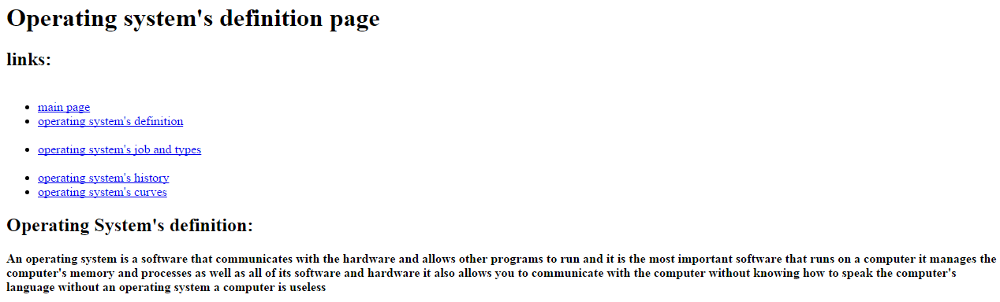 Operating system's definition page
links:
main page
operating system's definition
operating system's job and types
operating system's history
operating system's curves
Operating System's definition:
An operating system is a software that communicates with the hardware and allows other programs to run and it is the most important software that runs on a computer it manages the
computer's memory and processes as well as all of its software and hardware it also allows you to communicate with the computer without knowing how to speak the computer's
language without an operating system a computer is useless